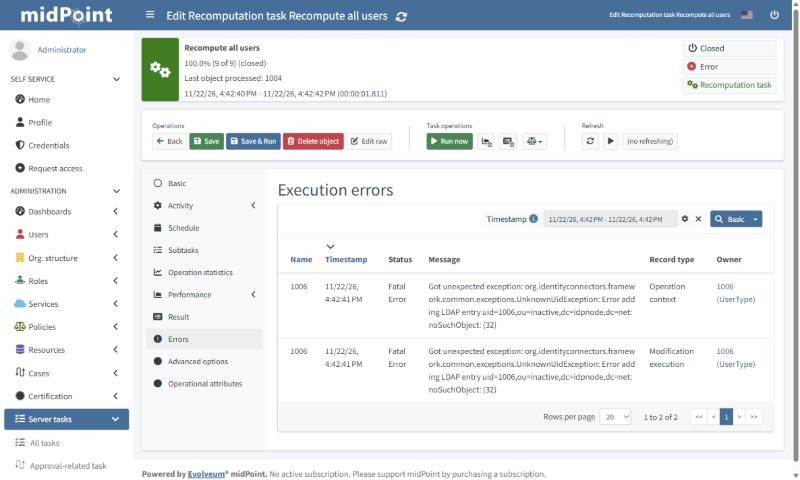 midPoint
Edit Recomputation task Recompute all users
Edit Recomputation task Recompute all users
Administrator
SELF SERVICE
Home
Profile
Credentials
Request access
ADMINISTRATION
Dashboards
Users
Org. structure
Roles
Services
Policies
Resources
Cases
Certification
Server tasks
All tasks
Approval-related task
Recompute all users
100.0% (9 of 9) (closed)
Last object processed: 1004
11/22/26, 4:42:40 PM - 11/22/26, 4:42:42 PM (00:00:01.811)
Closed
Error
Recomputation task
Operations
Back
Save
Save & Run
Delete object
Edit raw
Task operations
Run now
Refresh
(no refreshing)
Basic
Activity
Schedule
Subtasks
Operation statistics
Performance
Result
Errors
Advanced options
Operational attributes
Execution errors
Timestamp
11/22/26, 4:42 PM - 11/22/26, 4:42 PM
Basic
Name Timestamp Status Message Record type Owner
1006 11/22/26, Fatal Got unexpected exception: org.identityconnectors.framew Operation 1006
4:42:41 PM Error ork.common.exceptions.UnknownUidException: Error add context (UserType)
ing LDAP entry uid=1006,ou=inactive,dc=idpnode,dc=net:
noSuchObject: (32)
1006 11/22/26, Fatal Got unexpected exception: org.identityconnectors.framew Modification 1006
4:42:41 PM Error ork.common.exceptions.UnknownUidException: Error add execution (UserType)
ing LDAP entry uid=1006,ou=inactive,dc=idpnode,dc=net:
noSuchObject: (32)
Rows per page 20 1 to 2 of 2 << < 1 > >>
Powered by Evolveum® midPoint. No active subscription. Please support midPoint by purchasing a subscription.